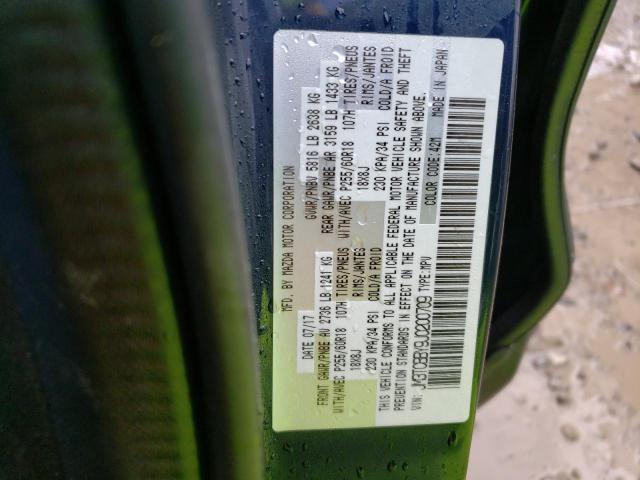 MFD. BY MAZDA MOTOR CORPORATION
DATE 07/17 GVWR/PNBV 5816 LB 2638 KG
FRONT GAWR/PNBE AV 2736 LB 1241 KG REAR GAWR/PNBE AR 3159 LB 1433 KG
WITH/AVEC P255/60R18 107H TIRES/PNEUS WITH/AVEC P255/60R18 107H TIRES/PNEUS
18X8J RIMS/JANTES 18X8J RIMS/JANTES
230 KPA/34 PSI COLD/A FROID 230 KPA/34 PSI COLD/A FROID
THIS VEHICLE CONFORMS TO ALL APPLICABLE FEDERAL MOTOR VEHICLE SAFETY AND THEFT
PREVENTION STANDARDS IN EFFECT ON THE DATE OF MANUFACTURE SHOWN ABOVE.
VIN: JM3TCBBY9J0200709 TYPE:MPV COLOR CODE:42M MADE IN JAPAN